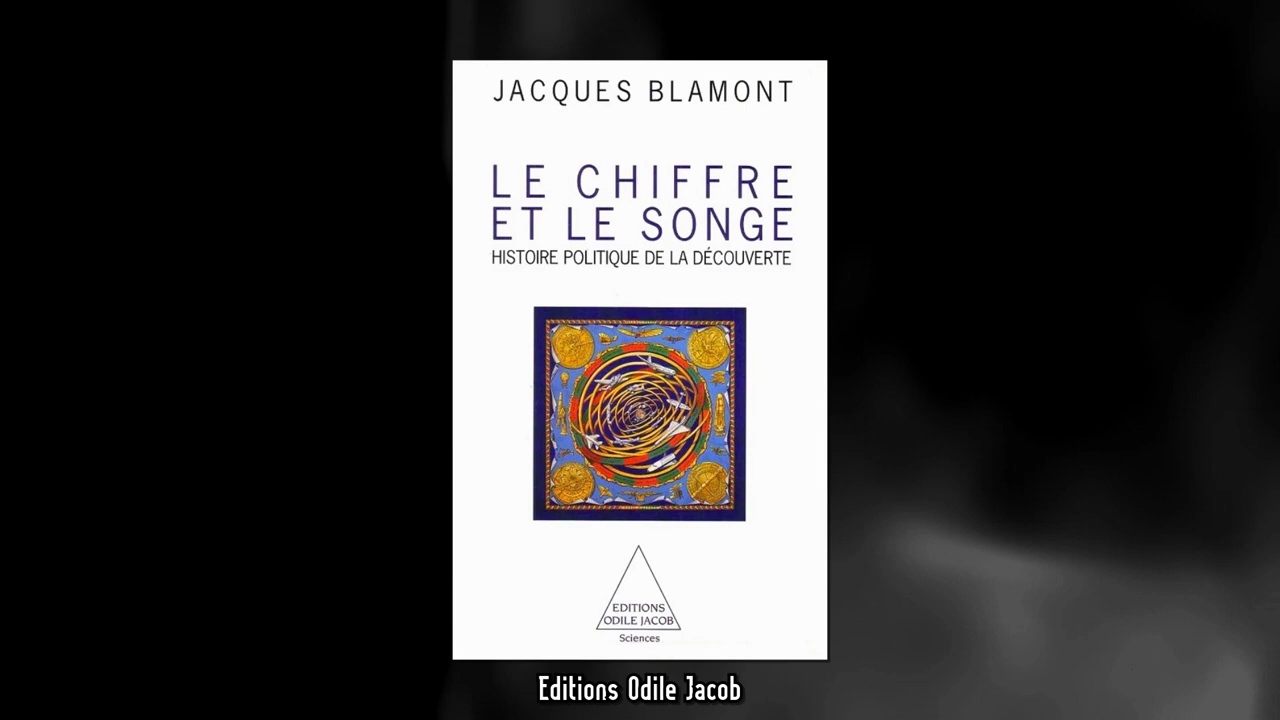 JACQUES BLAMONT
LE CHIFFRE
ET LE SONGE
HISTOIRE POLITIQUE DE LA DÉCOUVERTE
EDITIONS
ODILE JACOB
Sciences
Editions Odile Jacob